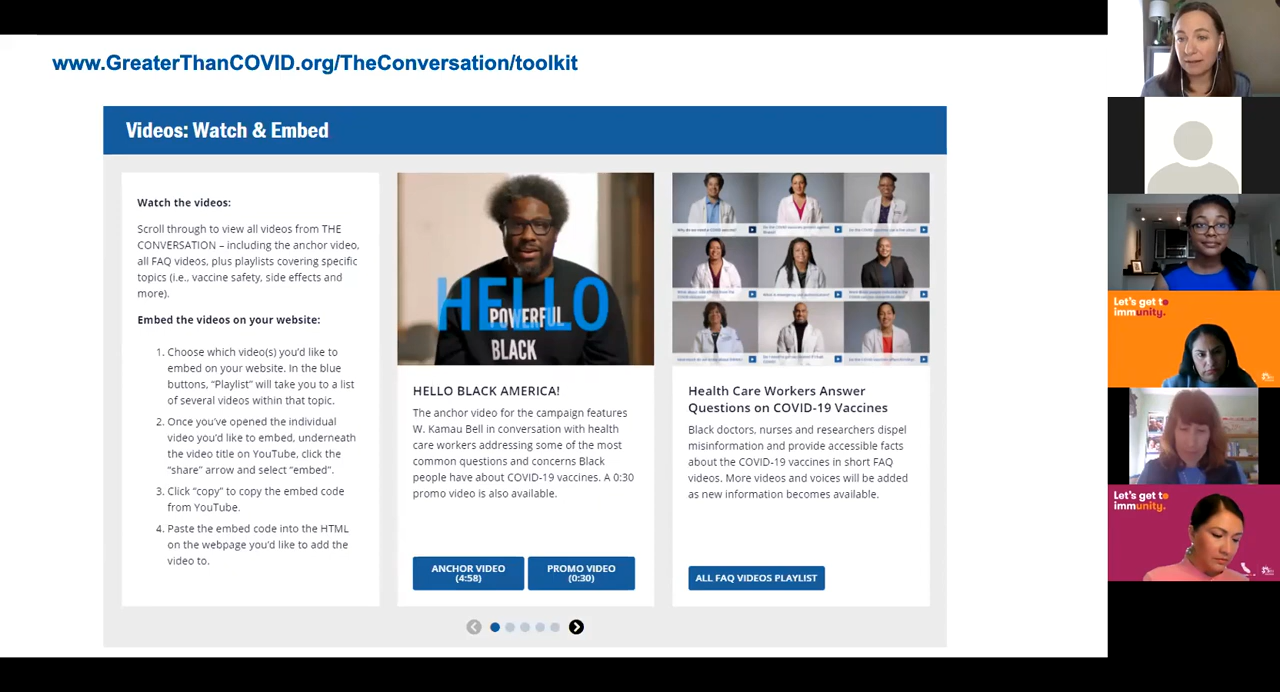 www.GreaterThanCOVID.org/TheConversation/toolkit
Videos: Watch & Embed
Watch the videos:
Scroll through to view all videos from THE
CONVERSATION – including the anchor video,
all FAQ videos, plus playlists covering specific
topics (i.e., vaccine safety, side effects and
more).
Embed the videos on your website:
1. Choose which video(s) you'd like to
embed on your website. In the blue
buttons, "Playlist" will take you to a list
of several videos within that topic.
2. Once you've opened the individual
video you'd like to embed, underneath
the video title on YouTube, click the
"share" arrow and select "embed".
3. Click "copy" to copy the embed code
from YouTube.
4. Paste the embed code into the HTML
on the webpage you'd like to add the
video to.
HELLO
POWERFUL
BLACK
HELLO BLACK AMERICA!
The anchor video for the campaign features
W. Kamau Bell in conversation with health
care workers addressing some of the most
common questions and concerns Black
people have about COVID-19 vaccines. A 0:30
promo video is also available.
ANCHOR VIDEO
(4:58)
PROMO VIDEO
(0:30)
Health Care Workers Answer
Questions on COVID-19 Vaccines
Black doctors, nurses and researchers dispel
misinformation and provide accessible facts
about the COVID-19 vaccines in short FAQ
videos. More videos and voices will be added
as new information becomes available.
ALL FAQ VIDEOS PLAYLIST
Let's get to
immunity.
Let's get to
immunity.